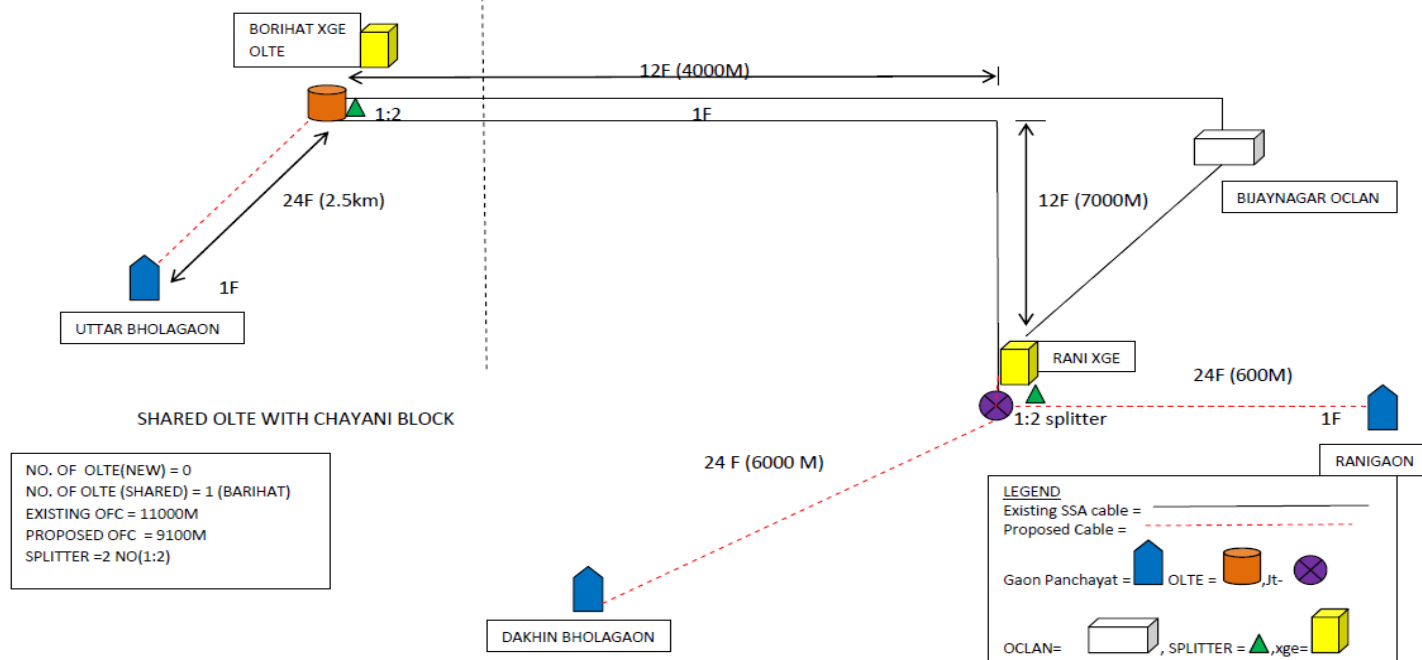 BORIHAT XGE
OLTE
12F (4000M)
1:2
1F
24F (2.5km)
12F (7000M)
BIJAYNAGAR OCLAN
1F
UTTAR BHOLAGAON
RANI XGE
24F (600M)
SHARED OLTE WITH CHAYANI BLOCK
1:2 splitter
1F
RANIGAON
24 F (6000 M)
NO. OF OLTE(NEW) = 0
NO. OF OLTE (SHARED) = 1 (BARIHAT)
EXISTING OFC = 11000M
PROPOSED OFC = 9100M
SPLITTER =2 NO(1:2)
DAKHIN BHOLAGAON
LEGEND
Existing SSA cable =
Proposed Cable =
Gaon Panchayat = OLTE = ,Jt-
OCLAN= , SPLITTER = ,xge=